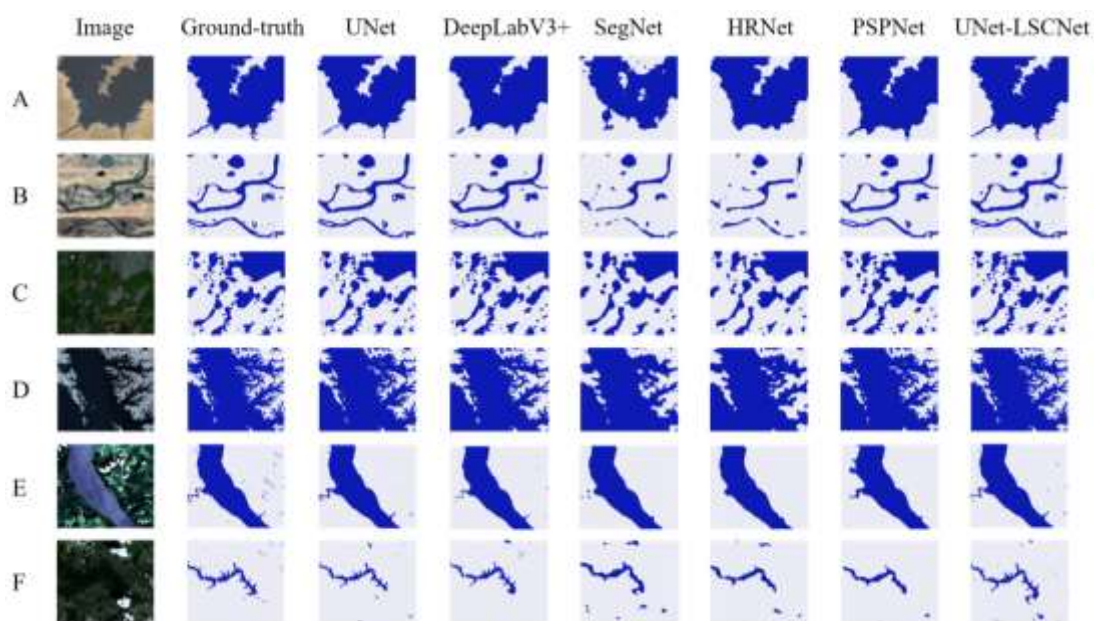 Image Ground-truth UNet DeepLabV3+ SegNet HRNet PSPNet UNet-LSCNet
A
B
C
D
E
F